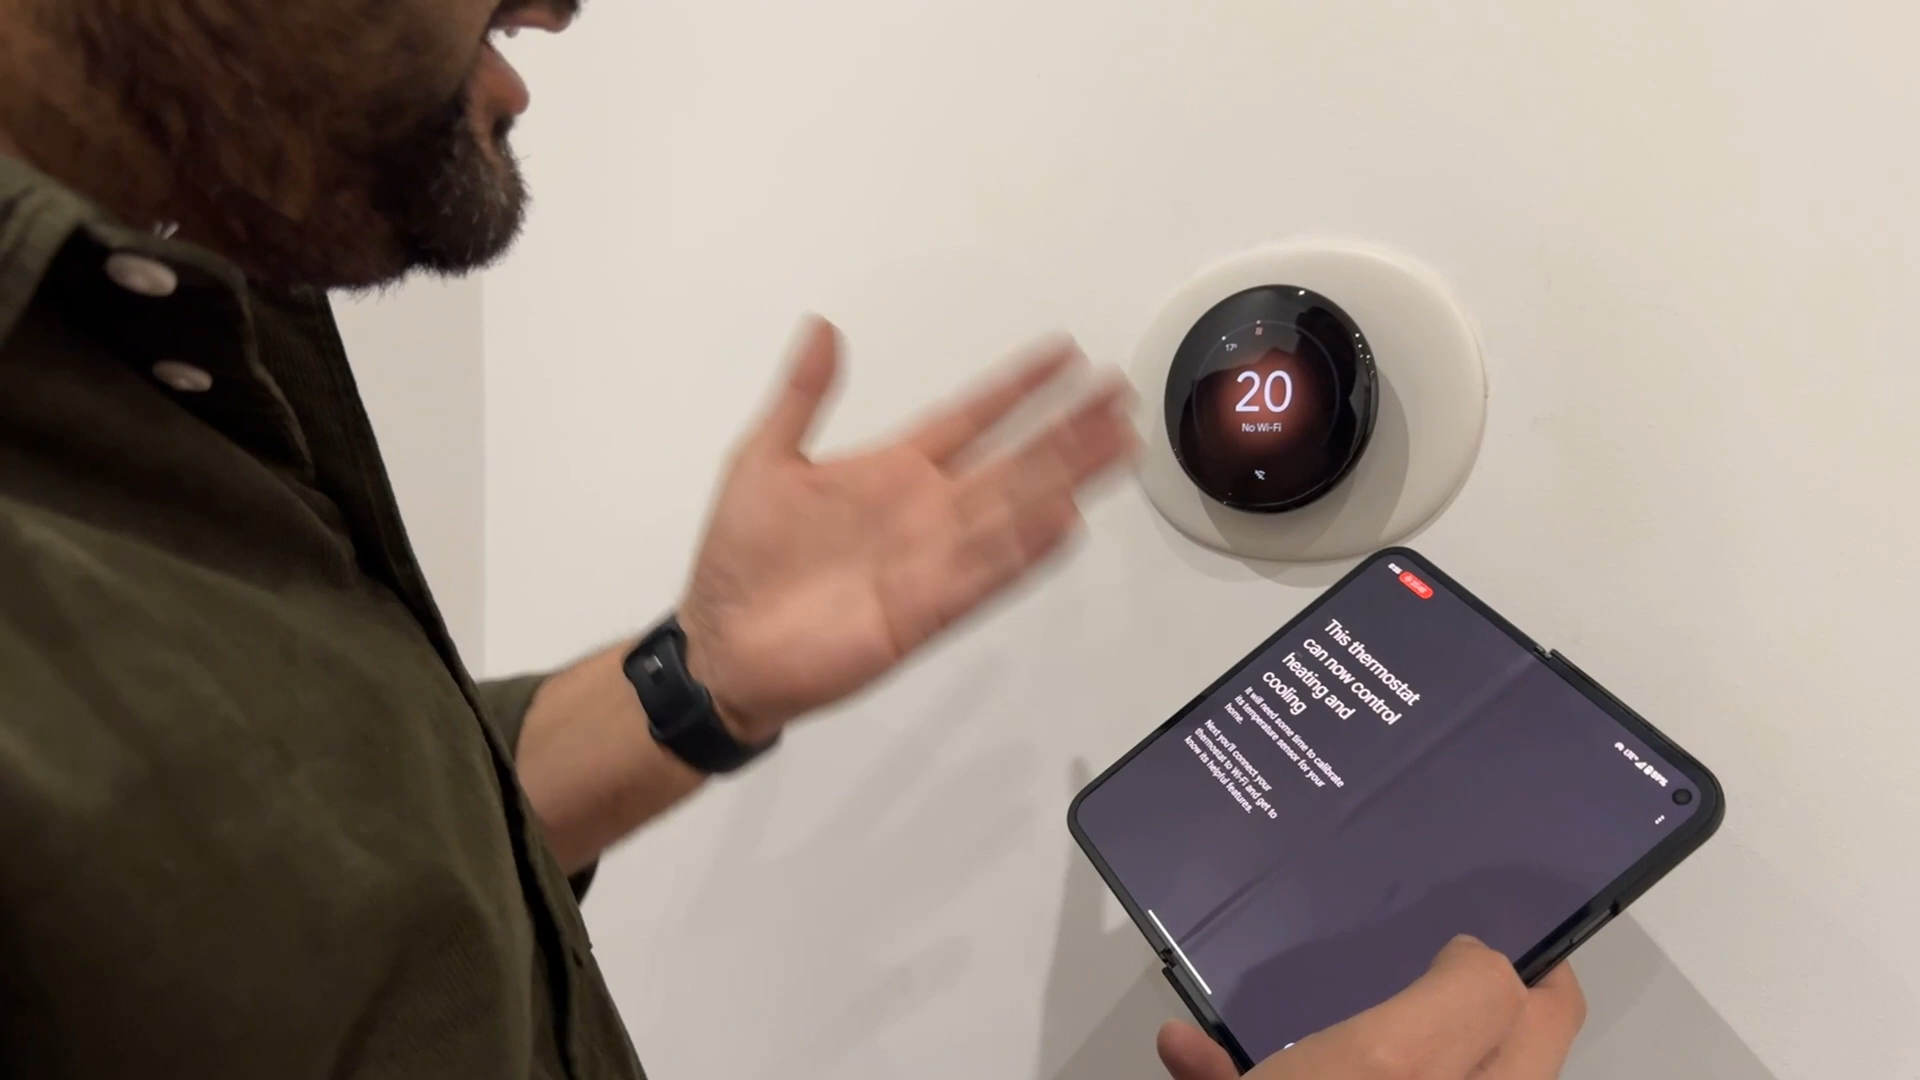 17°
20
No Wi-Fi
This thermostat
can now control
heating and
cooling
It will need some time to calibrate
its temperature sensor for your
home.
Next you'll connect your
thermostat to Wi-Fi and get to
know its helpful features.